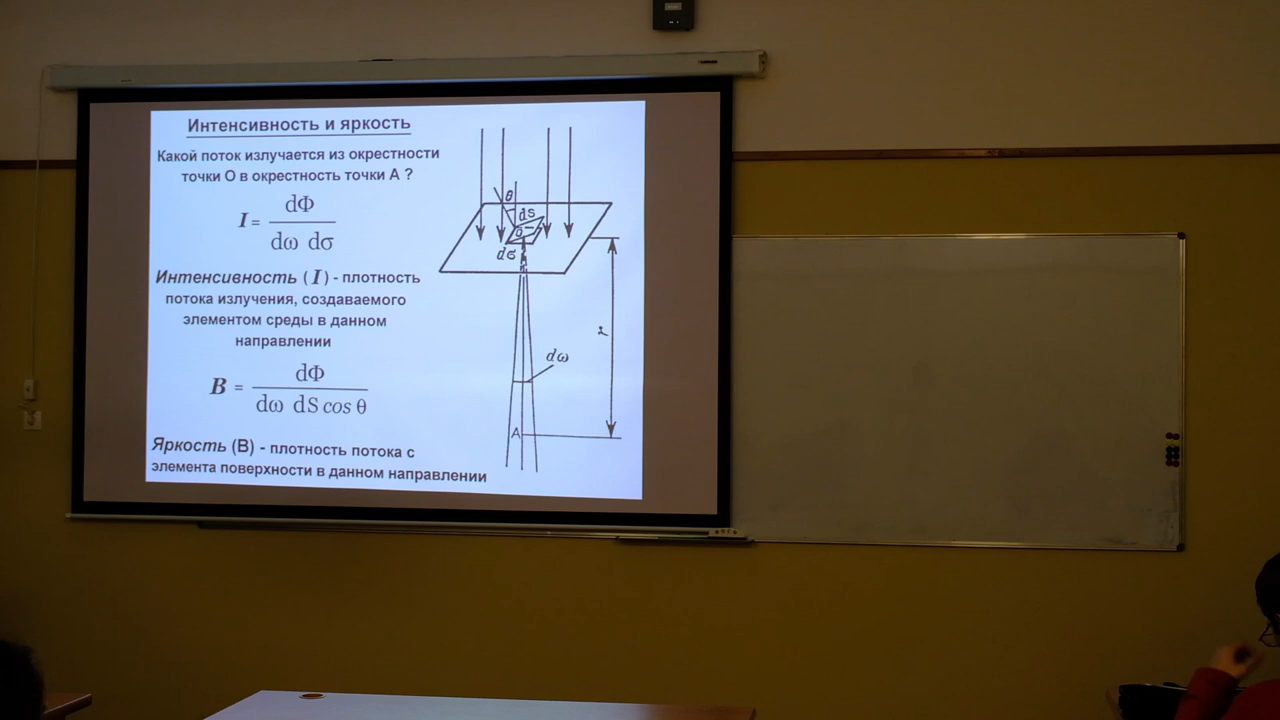 Интенсивность и яркость
Какой поток излучается из окрестности
точки О в окрестность точки А ?
I = dΦ / dω dσ
Интенсивность ( I ) - плотность
потока излучения, создаваемого
элементом среды в данном
направлении
B = dΦ / dω dS cos θ
Яркость (В) - плотность потока с
элемента поверхности в данном направлении
θ
dS
O
dσ
r
dω
A